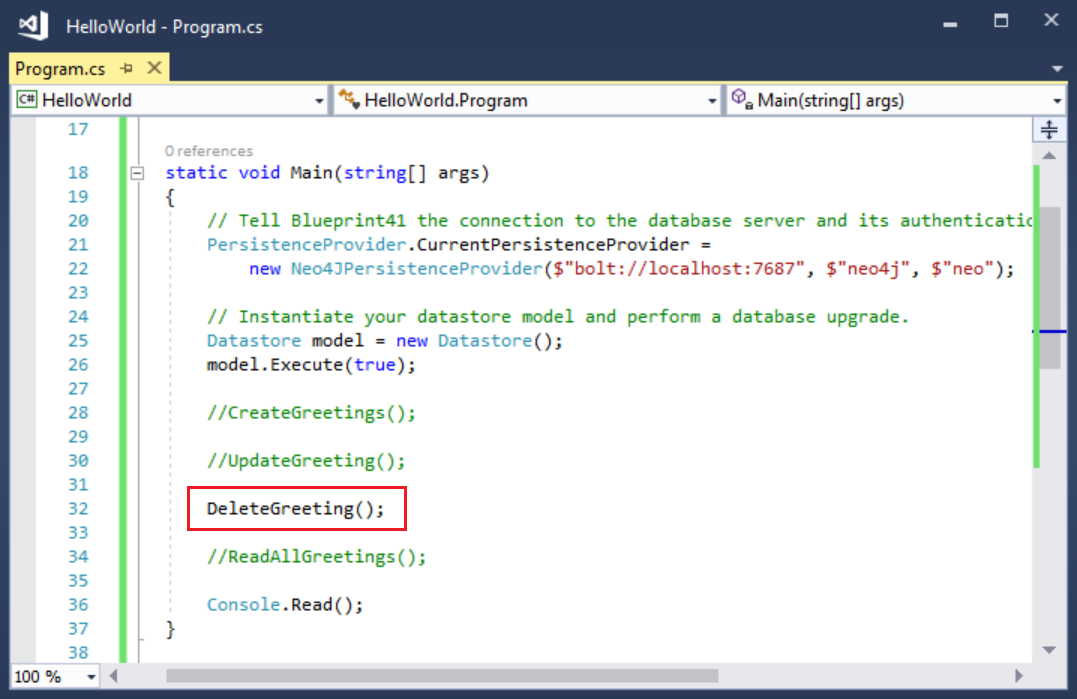 HelloWorld - Program.cs
Program.cs
C# HelloWorld HelloWorld.Program Main(string[] args)
17
0 references
18 static void Main(string[] args)
19 {
20 // Tell Blueprint41 the connection to the database server and its authenticatio
21 PersistenceProvider.CurrentPersistenceProvider =
22 new Neo4JPersistenceProvider($"bolt://localhost:7687", $"neo4j", $"neo");
23
24 // Instantiate your datastore model and perform a database upgrade.
25 Datastore model = new Datastore();
26 model.Execute(true);
27
28 //CreateGreetings();
29
30 //UpdateGreeting();
31
32 DeleteGreeting();
33
34 //ReadAllGreetings();
35
36 Console.Read();
37 }
38
100 %